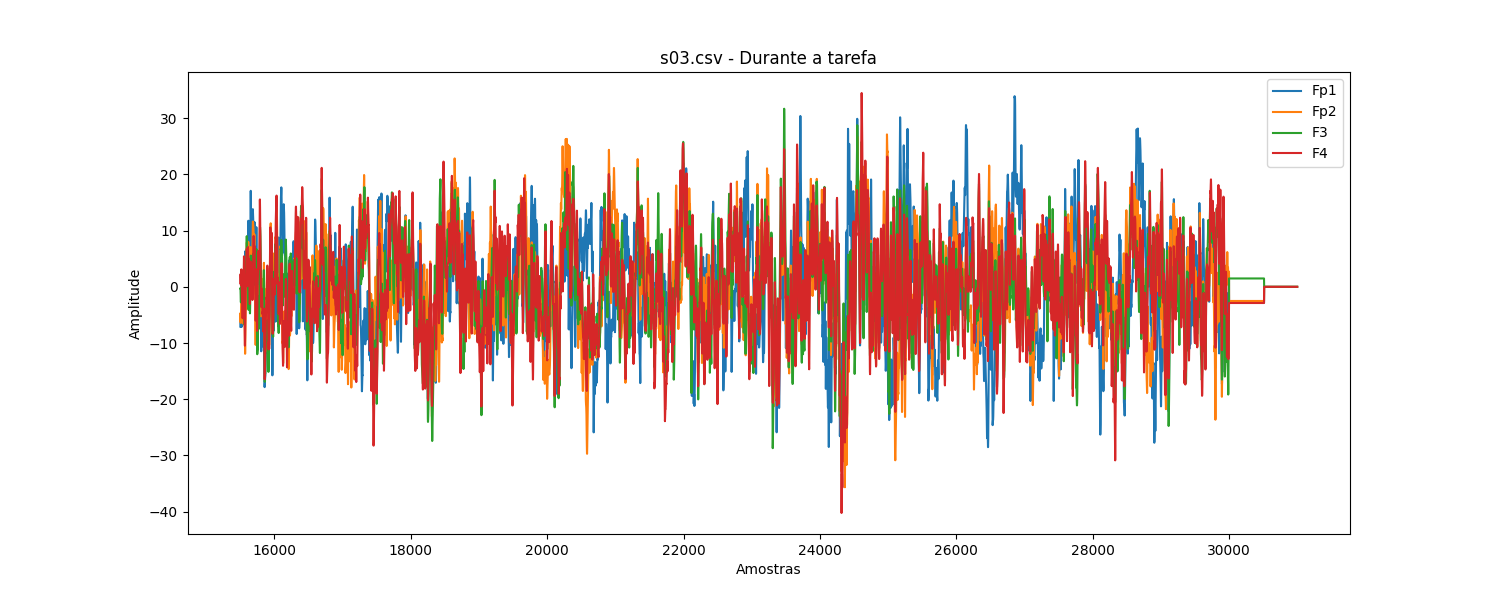 s03.csv - Durante a tarefa
Fp1
Fp2
F3
F4
30
20
10
0
−10
−20
−30
−40
Amplitude
16000 18000 20000 22000 24000 26000 28000 30000
Amostras